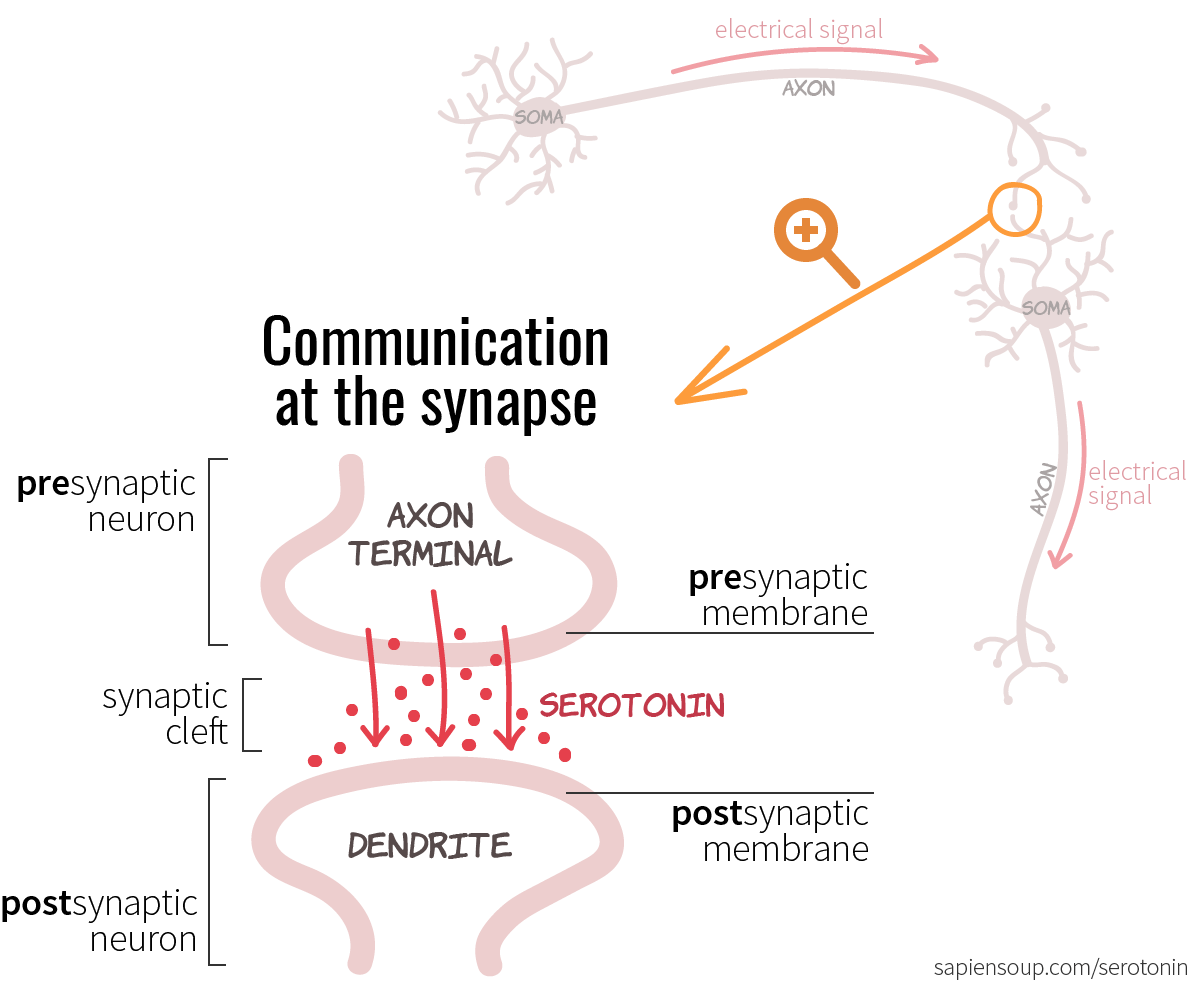 electrical signal
AXON
SOMA
SOMA
Communication
at the synapse
AXON
electrical
signal
presynaptic
neuron
AXON
TERMINAL
presynaptic
membrane
synaptic
cleft
SEROTONIN
postsynaptic
membrane
DENDRITE
postsynaptic
neuron
sapiensoup.com/serotonin